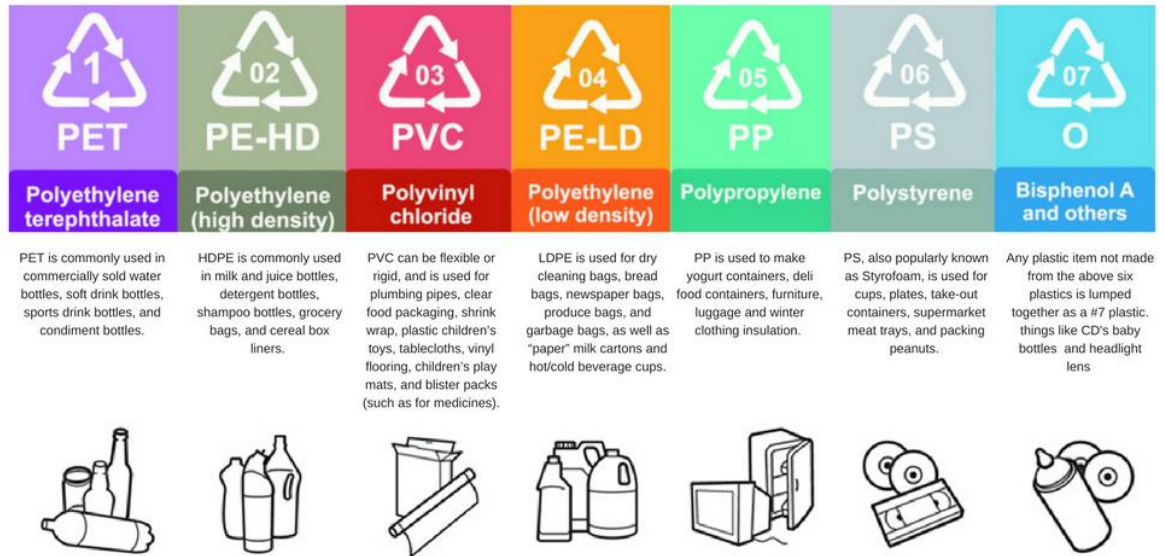 1
PET
Polyethylene
terephthalate
PET is commonly used in
commercially sold water
bottles, soft drink bottles,
sports drink bottles, and
condiment bottles.
02
PE-HD
Polyethylene
(high density)
HDPE is commonly used
in milk and juice bottles,
detergent bottles,
shampoo bottles, grocery
bags, and cereal box
liners.
03
PVC
Polyvinyl
chloride
PVC can be flexible or
rigid, and is used for
plumbing pipes, clear
food packaging, shrink
wrap, plastic children's
toys, tablecloths, vinyl
flooring, children's play
mats, and blister packs
(such as for medicines).
04
PE-LD
Polyethylene
(low density)
LDPE is used for dry
cleaning bags, bread
bags, newspaper bags,
produce bags, and
garbage bags, as well as
“paper” milk cartons and
hot/cold beverage cups.
05
PP
Polypropylene
PP is used to make
yogurt containers, deli
food containers, furniture,
luggage and winter
clothing insulation.
06
PS
Polystyrene
PS, also popularly known
as Styrofoam, is used for
cups, plates, take-out
containers, supermarket
meat trays, and packing
peanuts.
07
O
Bisphenol A
and others
Any plastic item not made
from the above six
plastics is lumped
together as a #7 plastic.
things like CD's baby
bottles and headlight
lens